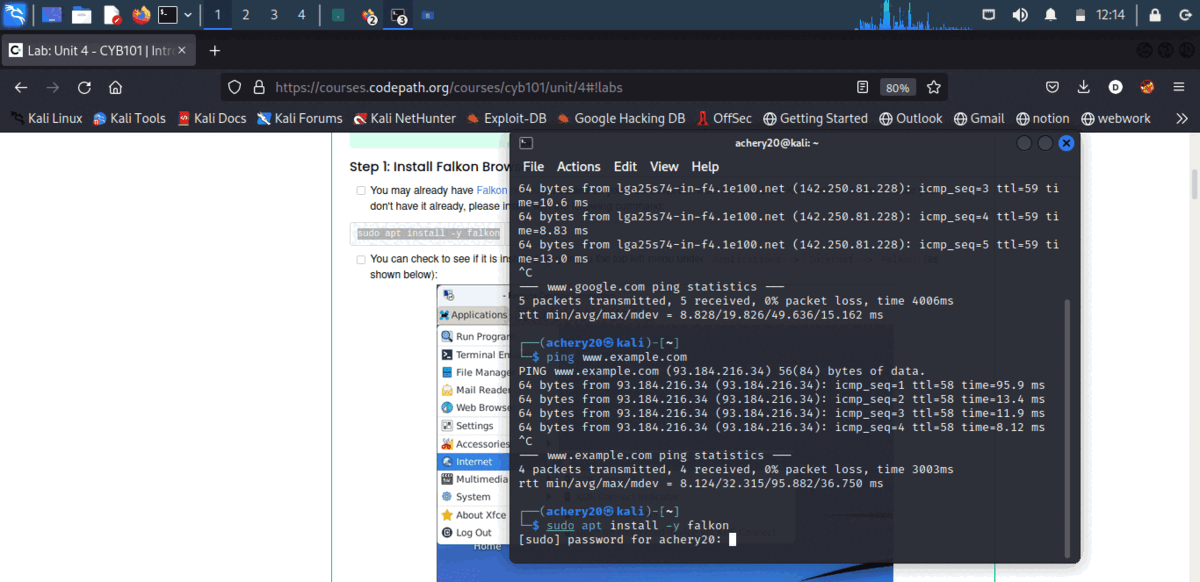 1 2 3 4 2 3 12:14
Lab: Unit 4 - CYB101 | Intro
https://courses.codepath.org/courses/cyb101/unit/4#!labs 80%
Kali Linux Kali Tools Kali Docs Kali Forums Kali NetHunter Exploit-DB Google Hacking DB OffSec Getting Started Outlook Gmail notion webwork
Step 1: Install Falkon Brow
You may already have Falkon
don't have it already, please in
sudo apt install -y falkon
You can check to see if it is ins
shown below):
Applications
Run Progra
Terminal Em
File Manage
Mail Reade
Web Browse
Settings
Accessories
Internet
Multimedia
System
About Xfce
Log Out
Home
achery20@kali: ~
File Actions Edit View Help
64 bytes from lga25s74-in-f4.1e100.net (142.250.81.228): icmp_seq=3 ttl=59 ti
me=10.6 ms
64 bytes from lga25s74-in-f4.1e100.net (142.250.81.228): icmp_seq=4 ttl=59 ti
me=8.83 ms
64 bytes from lga25s74-in-f4.1e100.net (142.250.81.228): icmp_seq=5 ttl=59 ti
me=13.0 ms
^C
--- www.google.com ping statistics ---
5 packets transmitted, 5 received, 0% packet loss, time 4006ms
rtt min/avg/max/mdev = 8.828/19.826/49.636/15.162 ms
┌──(achery20㉿kali)-[~]
└─$ ping www.example.com
PING www.example.com (93.184.216.34) 56(84) bytes of data.
64 bytes from 93.184.216.34 (93.184.216.34): icmp_seq=1 ttl=58 time=95.9 ms
64 bytes from 93.184.216.34 (93.184.216.34): icmp_seq=2 ttl=58 time=13.4 ms
64 bytes from 93.184.216.34 (93.184.216.34): icmp_seq=3 ttl=58 time=11.9 ms
64 bytes from 93.184.216.34 (93.184.216.34): icmp_seq=4 ttl=58 time=8.12 ms
^C
--- www.example.com ping statistics ---
4 packets transmitted, 4 received, 0% packet loss, time 3003ms
rtt min/avg/max/mdev = 8.124/32.315/95.882/36.750 ms
┌──(achery20㉿kali)-[~]
└─$ sudo apt install -y falkon
[sudo] password for achery20: